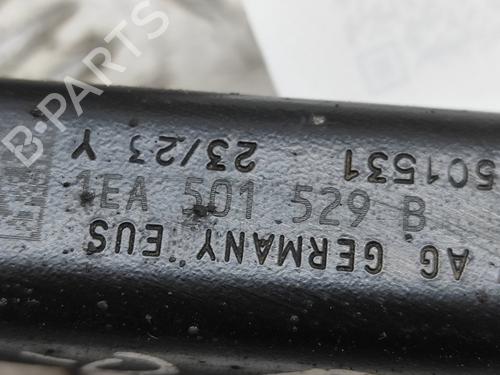 B-PARTS
501531
23/23 Y
1EA 501 529 B
AG GERMANY EUS